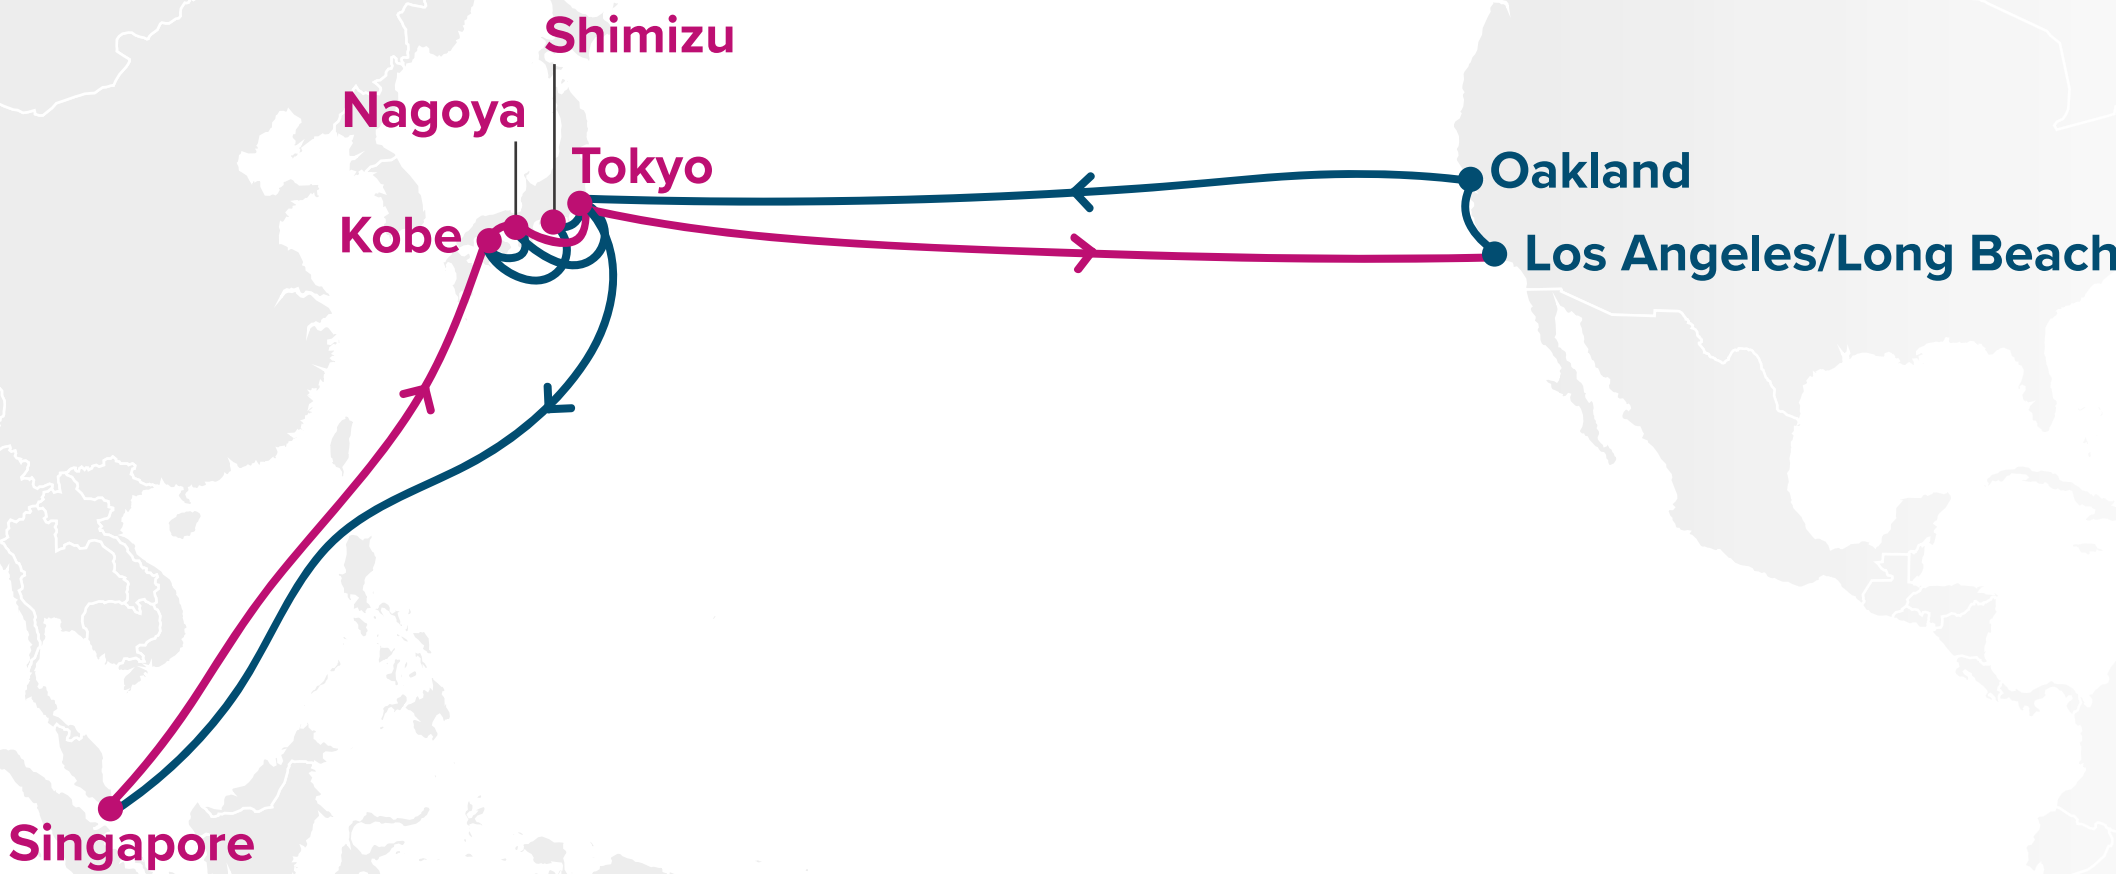 Shimizu
Nagoya
Tokyo
Oakland
Kobe
Los Angeles/Long Beach
Singapore